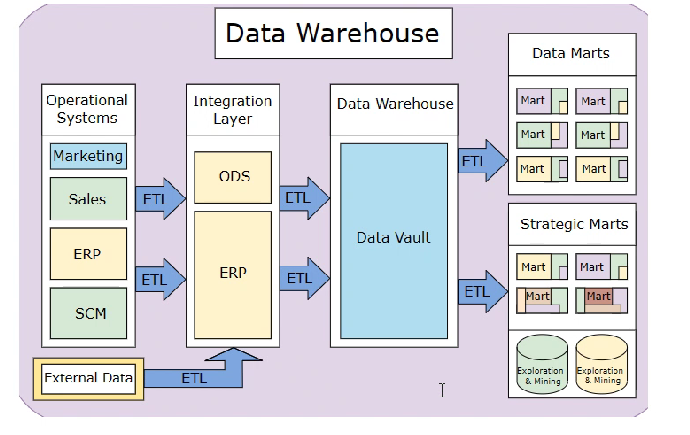 Data Warehouse
Operational
Systems
Marketing
Sales
ERP
SCM
External Data
ETL
ETL
ETL
Integration
Layer
ODS
ERP
ETL
ETL
Data Warehouse
Data Vault
ETL
ETL
Data Marts
Mart
Mart
Mart
Mart
Mart
Mart
Strategic Marts
Mart
Mart
Mart
Mart
Exploration
& Mining
Exploration
& Mining